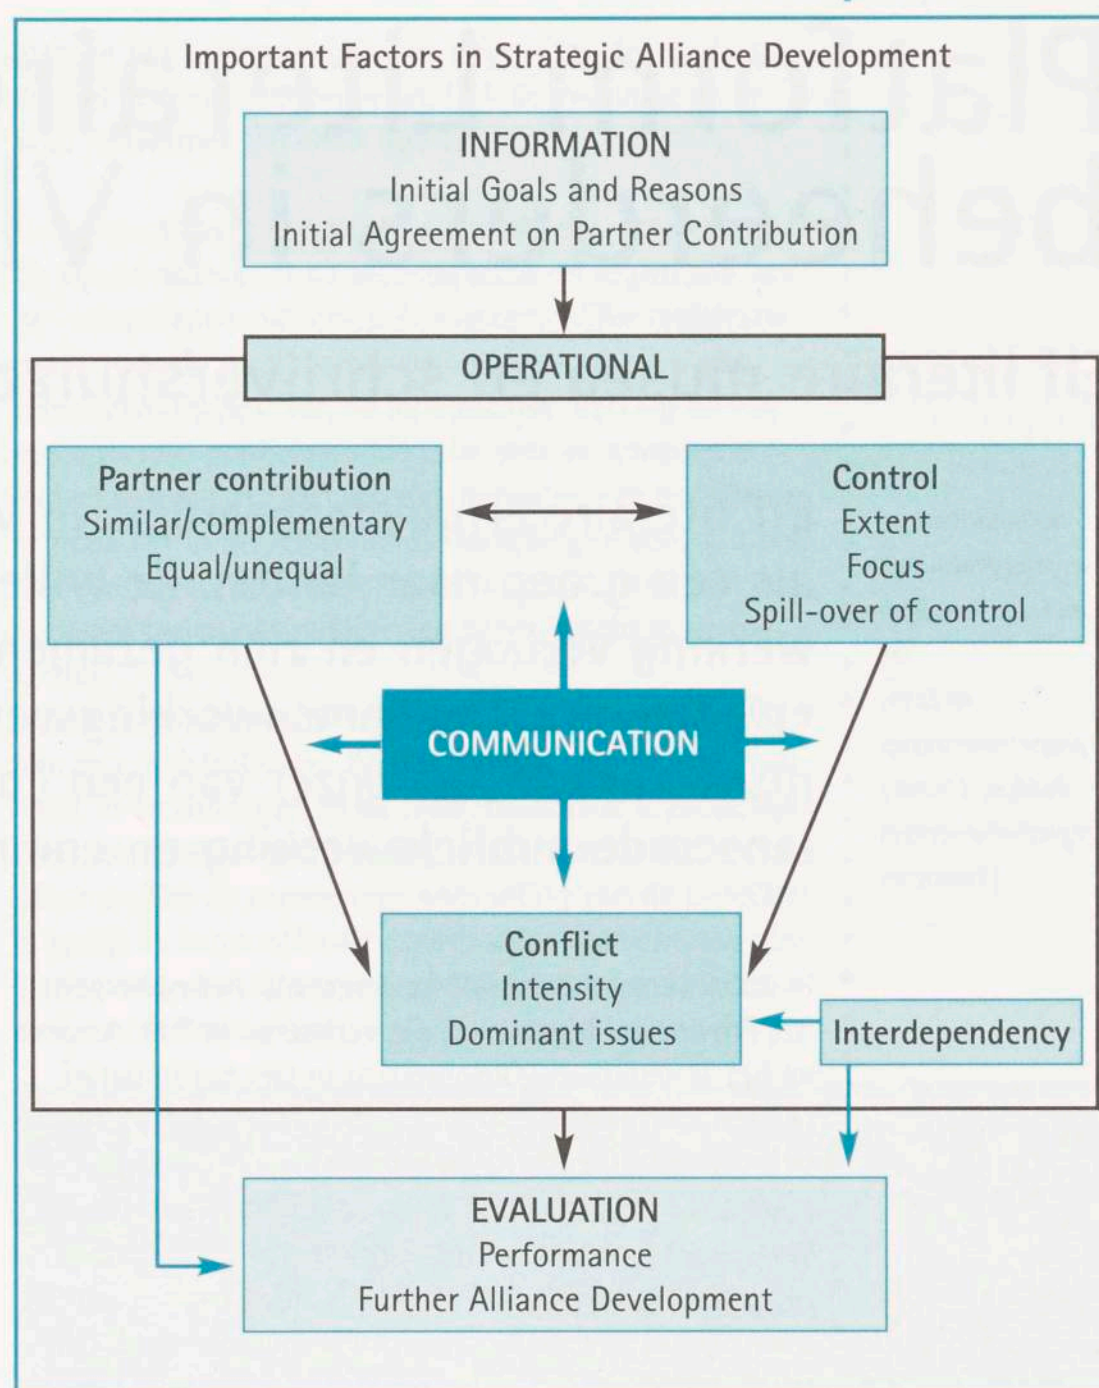 Important Factors in Strategic Alliance Development
INFORMATION
Initial Goals and Reasons
Initial Agreement on Partner Contribution
OPERATIONAL
Partner contribution
Similar/complementary
Equal/unequal
Control
Extent
Focus
Spill-over of control
COMMUNICATION
Conflict
Intensity
Dominant issues
Interdependency
EVALUATION
Performance
Further Alliance Development